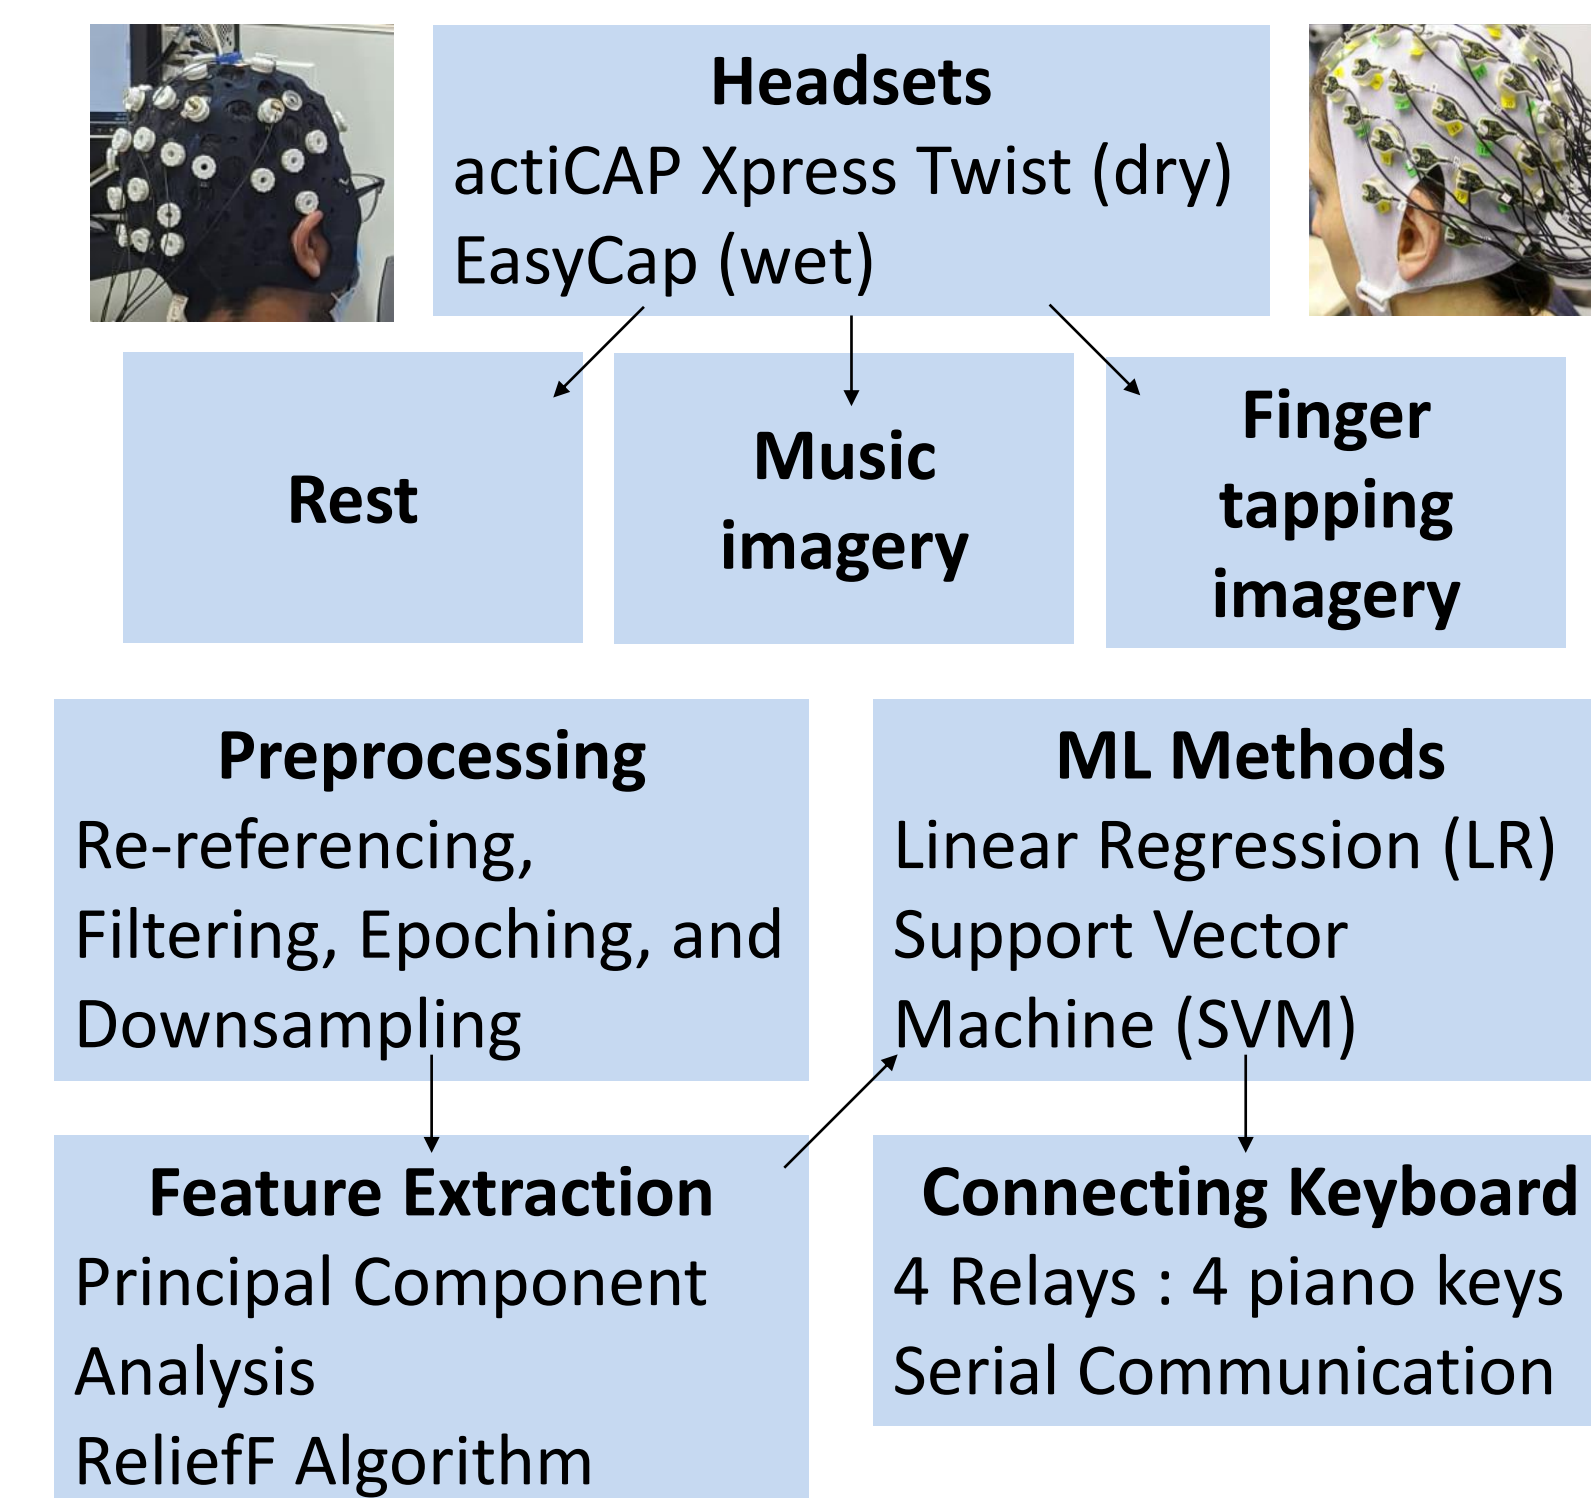 Headsets
actiCAP Xpress Twist (dry)
EasyCap (wet)
Rest
Music
imagery
Finger
tapping
imagery
Preprocessing
Re-referencing,
Filtering, Epoching, and
Downsampling
Feature Extraction
Principal Component
Analysis
ReliefF Algorithm
ML Methods
Linear Regression (LR)
Support Vector
Machine (SVM)
Connecting Keyboard
4 Relays : 4 piano keys
Serial Communication